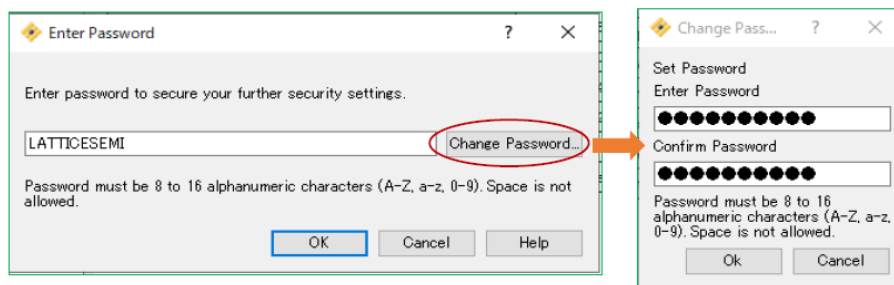 Enter Password
?
Enter password to secure your further security settings.
LATTICESEMI
Change Password...
Password must be 8 to 16 alphanumeric characters (A-Z, a-z, 0-9). Space is not
allowed.
OK
Cancel
Help
Change Pass...
?
Set Password
Enter Password
●●●●●●●●●●
Confirm Password
●●●●●●●●●●
Password must be 8 to 16
alphanumeric characters (A-Z, a-z,
0-9). Space is not allowed.
Ok
Cancel